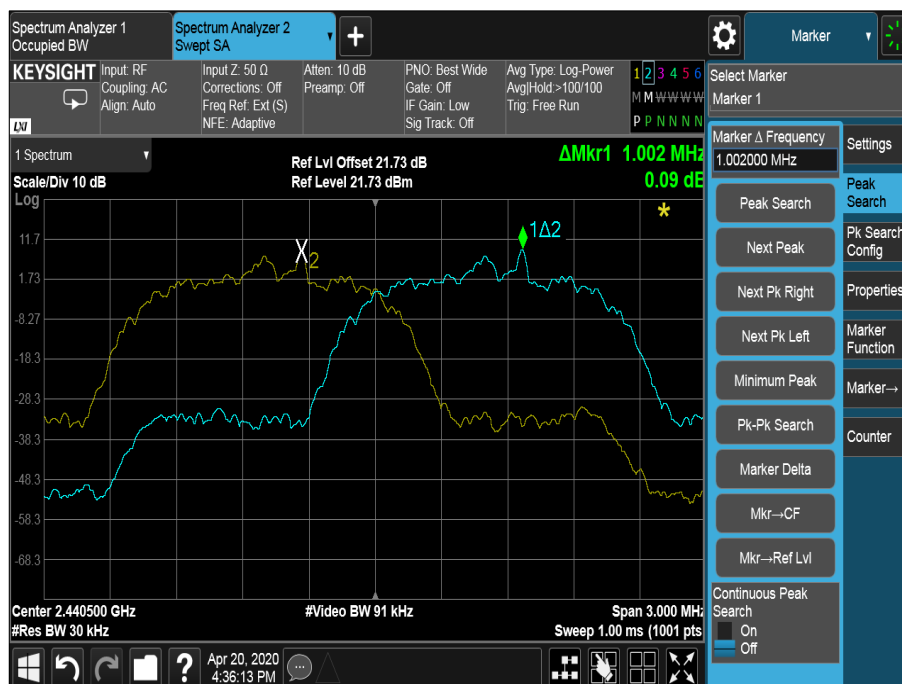 Spectrum Analyzer 1
Occupied BW
Spectrum Analyzer 2
Swept SA
Marker
KEYSIGHT
LXI
Input: RF
Coupling: AC
Align: Auto
Input Z: 50 Ω
Corrections: Off
Freq Ref: Ext (S)
NFE: Adaptive
Atten: 10 dB
Preamp: Off
PNO: Best Wide
Gate: Off
IF Gain: Low
Sig Track: Off
Avg Type: Log-Power
Avg|Hold:>100/100
Trig: Free Run
1 2 3 4 5 6
M M W W W W
P P N N N N
Select Marker
Marker 1
1 Spectrum
Scale/Div 10 dB
Log
Ref Lvl Offset 21.73 dB
Ref Level 21.73 dBm
ΔMkr1 1.002 MHz
0.09 dB
*
11.7
1.73
-8.27
-18.3
-28.3
-38.3
-48.3
-58.3
-68.3
X2
1Δ2
Center 2.440500 GHz
#Res BW 30 kHz
#Video BW 91 kHz
Span 3.000 MHz
Sweep 1.00 ms (1001 pts
Marker Δ Frequency
1.002000 MHz
Peak Search
Next Peak
Next Pk Right
Next Pk Left
Minimum Peak
Pk-Pk Search
Marker Delta
Mkr→CF
Mkr→Ref Lvl
Continuous Peak
Search
On
Off
Settings
Peak
Search
Pk Search
Config
Properties
Marker
Function
Marker→
Counter
Apr 20, 2020
4:36:13 PM